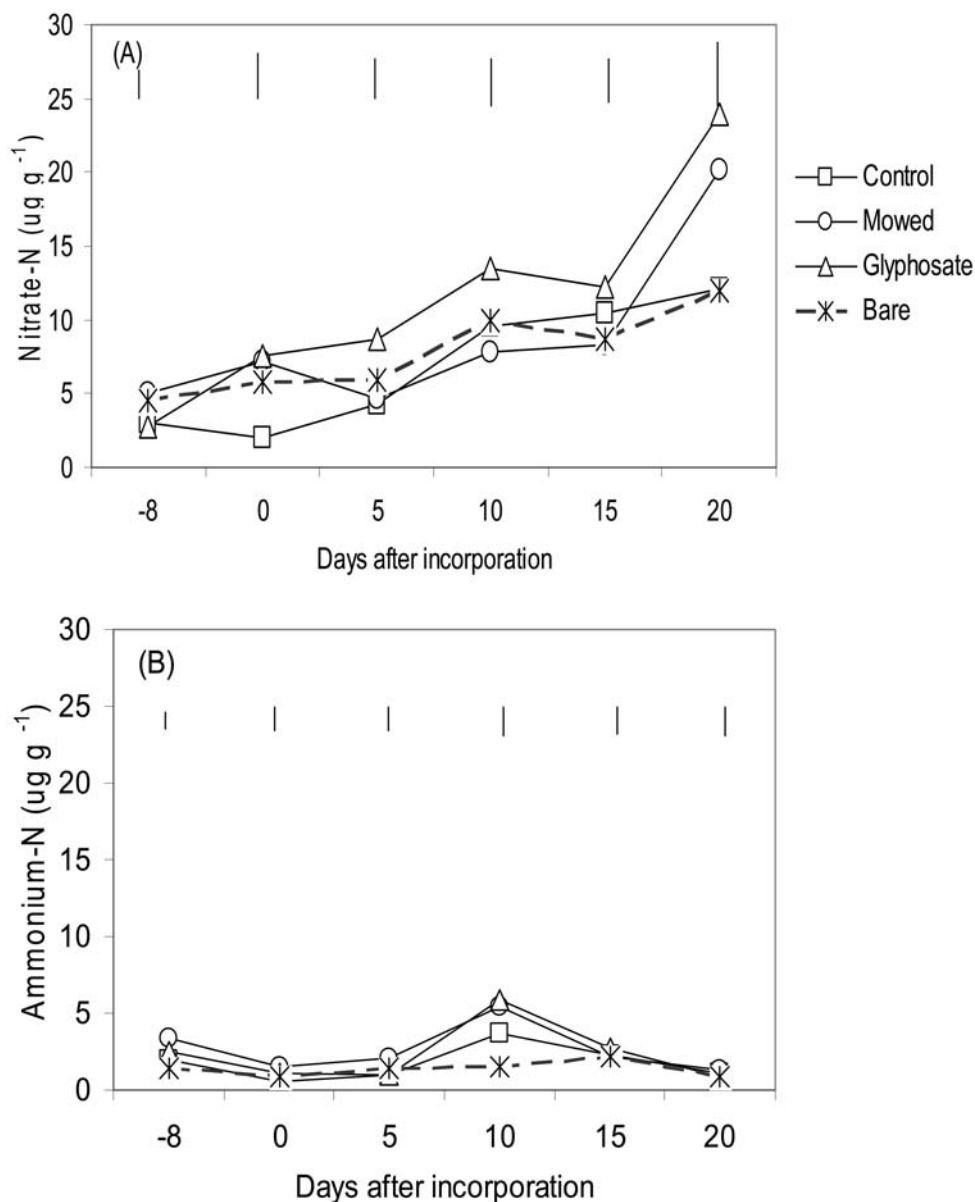 (A)
30
25
20
15
10
5
0
Nitrate-N (ug g -1)
-8 0 5 10 15 20
Days after incorporation
Control
Mowed
Glyphosate
Bare
(B)
30
25
20
15
10
5
0
Ammonium-N (ug g -1)
-8 0 5 10 15 20
Days after incorporation